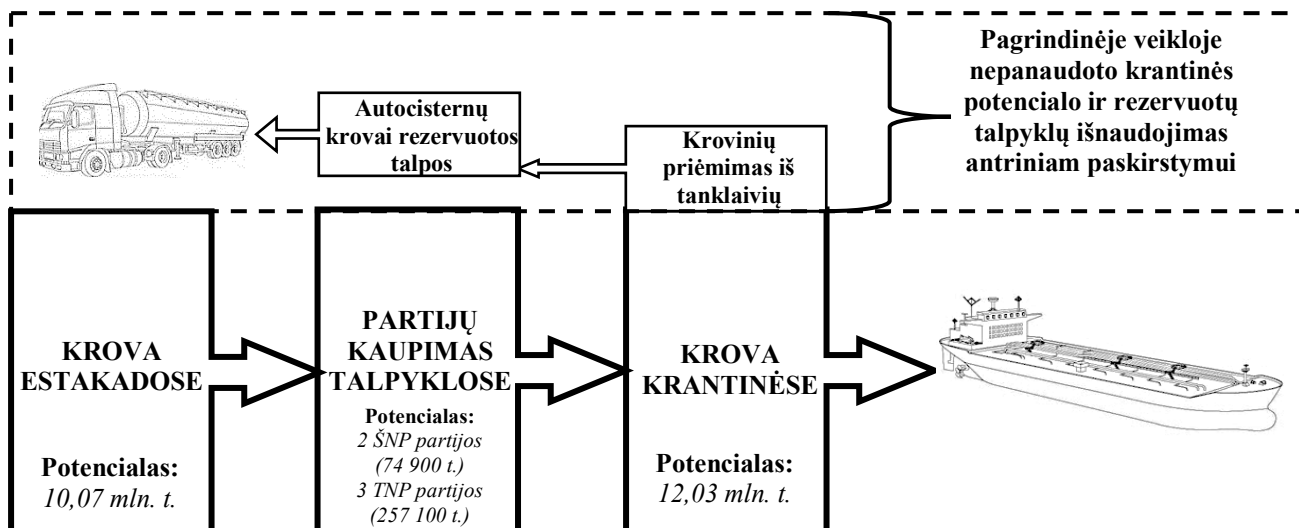 Pagrindinėje veikloje
nepanaudoto krantinės
potencialo ir rezervuotų
talpyklų išnaudojimas
antriniam paskirstymui
Autocisternų
krovai rezervuotos
talpos
Krovinių
priėmimas iš
tanklaivių
KROVA
ESTAKADOSE
Potencialas:
10,07 mln. t.
PARTIJŲ
KAUPIMAS
TALPYKLOSE
Potencialas:
2 ŠNP partijos
(74 900 t.)
3 TNP partijos
(257 100 t.)
KROVA
KRANTINĖSE
Potencialas:
12,03 mln. t.